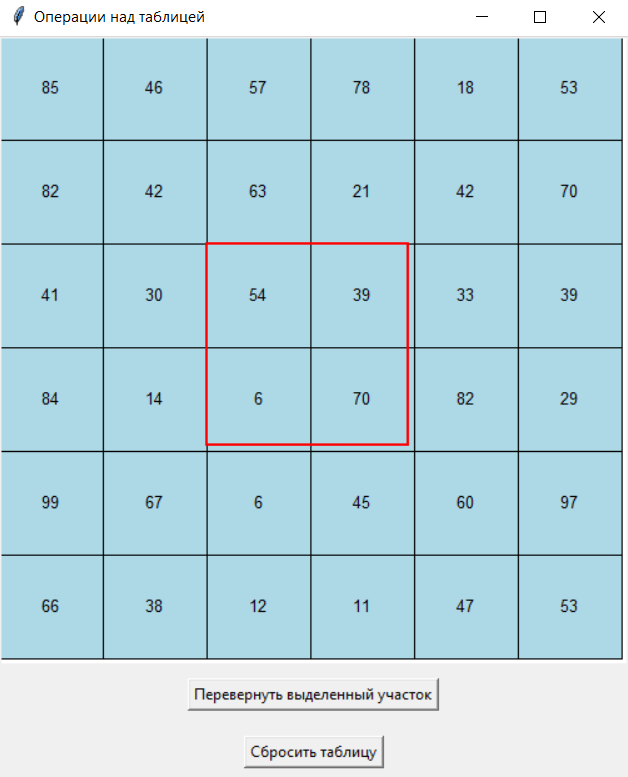 Операции над таблицей
85 46 57 78 18 53
82 42 63 21 42 70
41 30 54 39 33 39
84 14 6 70 82 29
99 67 6 45 60 97
66 38 12 11 47 53
Перевернуть выделенный участок
Сбросить таблицу